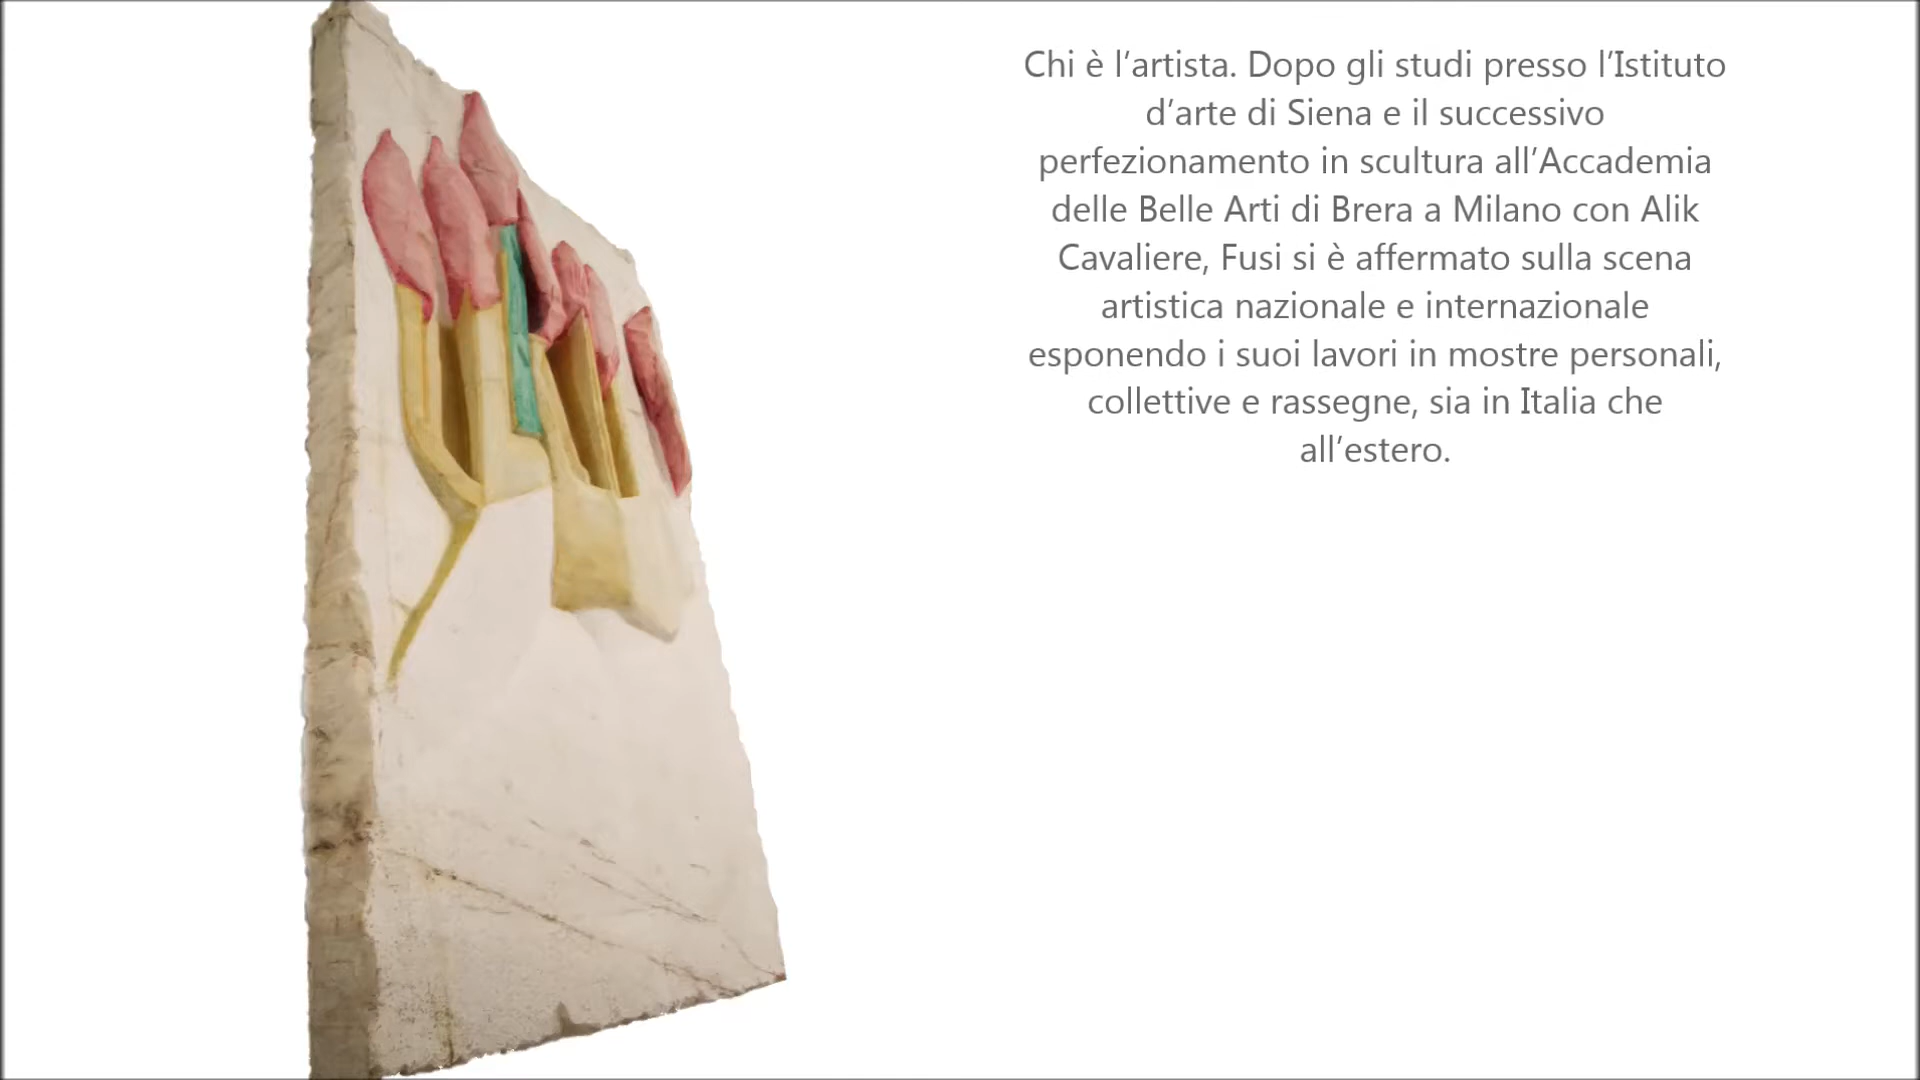 Chi è l’artista. Dopo gli studi presso l’Istituto
d’arte di Siena e il successivo
perfezionamento in scultura all’Accademia
delle Belle Arti di Brera a Milano con Alik
Cavaliere, Fusi si è affermato sulla scena
artistica nazionale e internazionale
esponendo i suoi lavori in mostre personali,
collettive e rassegne, sia in Italia che
all’estero.